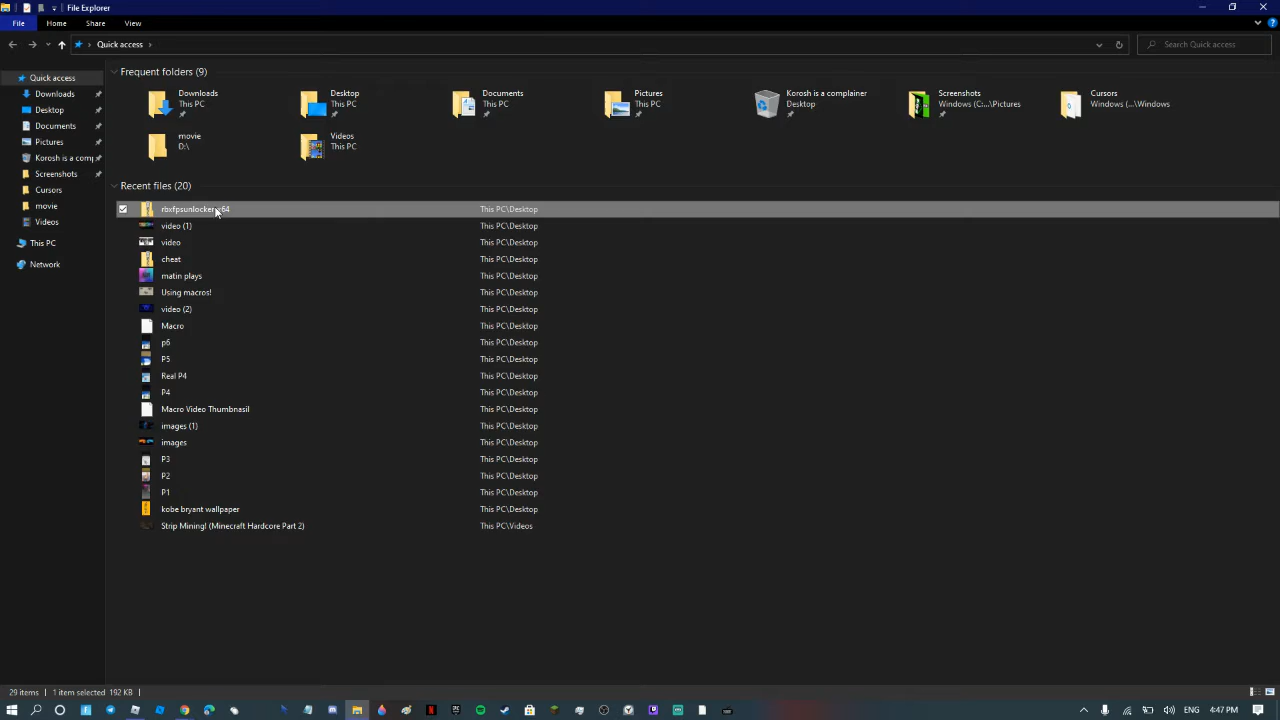 File Explorer
File
Home
Share
View
Quick access
Search Quick access
Quick access
Downloads
Desktop
Documents
Pictures
Korosh is a comp
Screenshots
Cursors
movie
Videos
This PC
Network
Frequent folders (9)
Downloads
This PC
Desktop
This PC
Documents
This PC
Pictures
This PC
Korosh is a complainer
Desktop
Screenshots
Windows (C:...\Pictures
Cursors
Windows (...\Windows
movie
D:\
Videos
This PC
Recent files (20)
rbxfpsunlocker-x64 This PC\Desktop
video (1) This PC\Desktop
video This PC\Desktop
cheat This PC\Desktop
matin plays This PC\Desktop
Using macros! This PC\Desktop
video (2) This PC\Desktop
Macro This PC\Desktop
p6 This PC\Desktop
P5 This PC\Desktop
Real P4 This PC\Desktop
P4 This PC\Desktop
Macro Video Thumbnasil This PC\Desktop
images (1) This PC\Desktop
images This PC\Desktop
P3 This PC\Desktop
P2 This PC\Desktop
P1 This PC\Desktop
kobe bryant wallpaper This PC\Desktop
Strip Mining! (Minecraft Hardcore Part 2) This PC\Videos
29 items 1 item selected 192 KB
ENG 4:47 PM